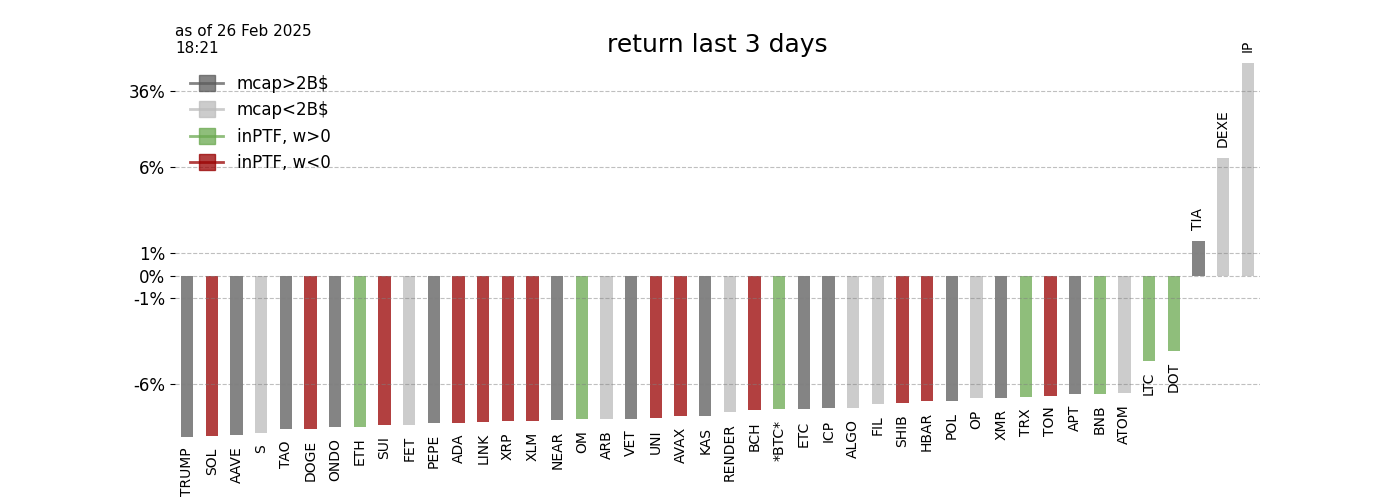 as of 26 Feb 2025
18:21
return last 3 days
mcap>2B$
mcap<2B$
inPTF, w>0
inPTF, w<0
36%
6%
1%
0%
-1%
-6%
TRUMP
SOL
AAVE
S
TAO
DOGE
ONDO
ETH
SUI
FET
PEPE
ADA
LINK
XRP
XLM
NEAR
OM
ARB
VET
UNI
AVAX
KAS
RENDER
BCH
*BTC*
ETC
ICP
ALGO
FIL
SHIB
HBAR
POL
OP
XMR
TRX
TON
APT
BNB
ATOM
LTC
DOT
TIA
DEXE
IP